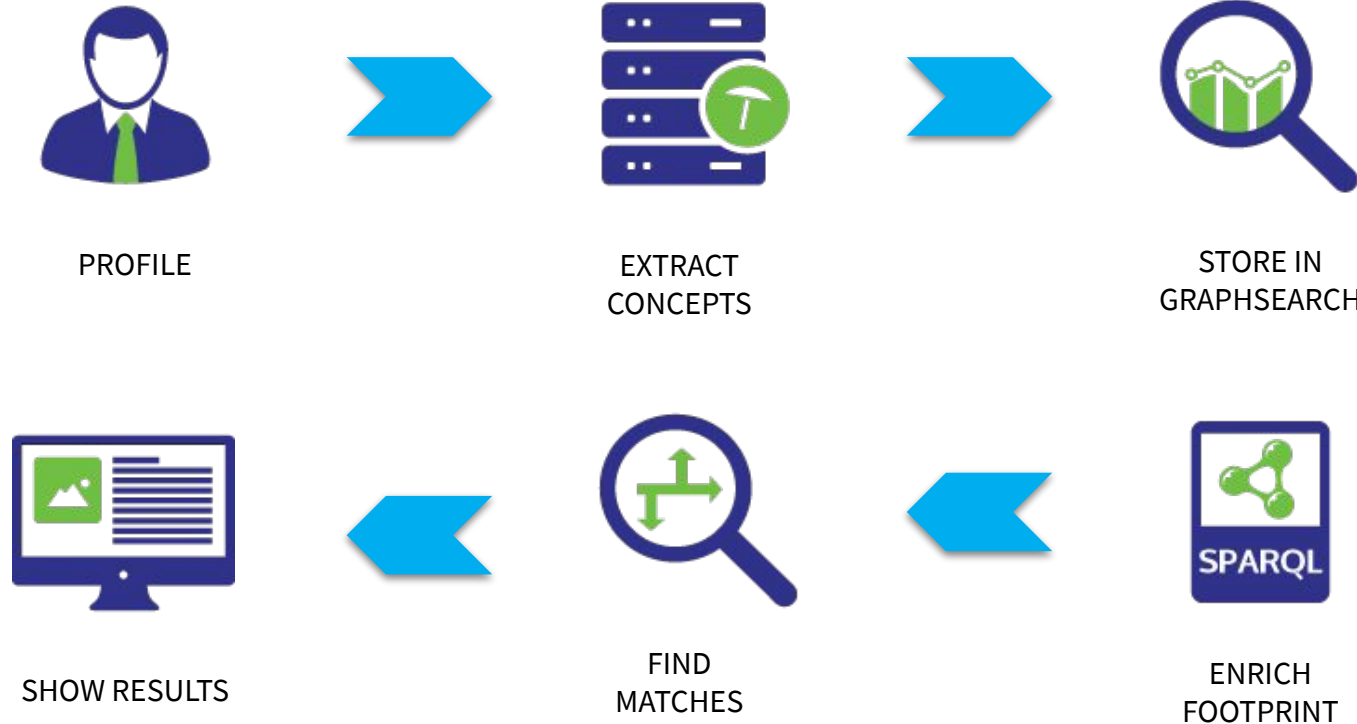 PROFILE
EXTRACT
CONCEPTS
STORE IN
GRAPHSEARCH
SPARQL
SHOW RESULTS
FIND
MATCHES
ENRICH
FOOTPRINT